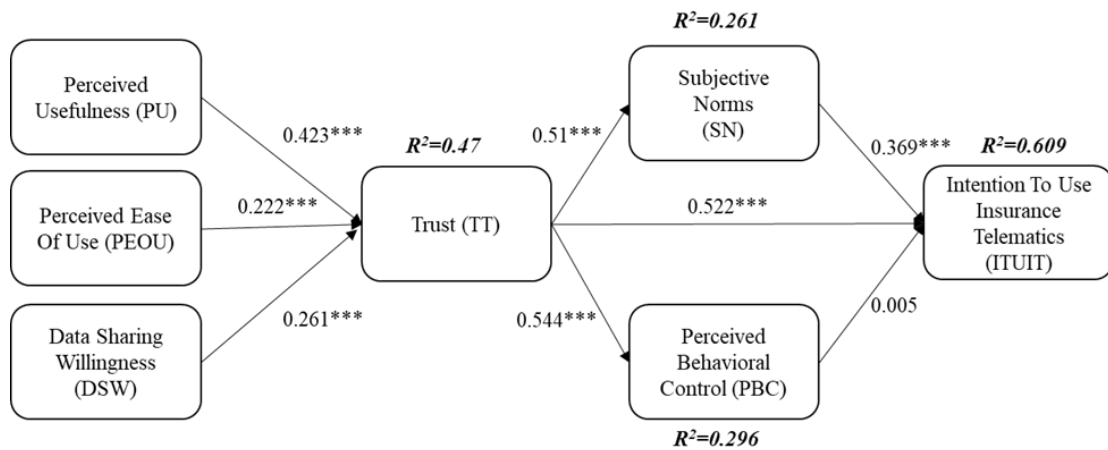 Perceived
Usefulness (PU)
Perceived Ease
Of Use (PEOU)
Data Sharing
Willingness
(DSW)
0.423***
0.222***
0.261***
R²=0.47
Trust (TT)
0.51***
0.522***
0.544***
R²=0.261
Subjective
Norms
(SN)
Perceived
Behavioral
Control (PBC)
R²=0.296
0.369***
0.005
R²=0.609
Intention To Use
Insurance
Telematics
(ITUIT)